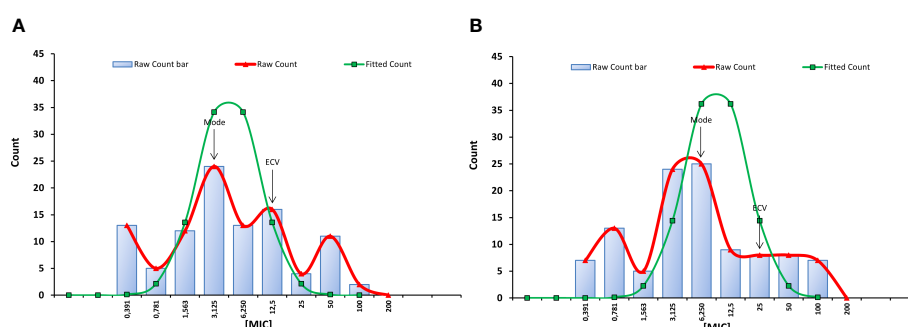 A
Count
45
40
35
30
25
20
15
10
5
0
Raw Count bar
Raw Count
Fitted Count
Mode
ECV
0,391
0,781
1,563
3,125
6,250
12,5
25
50
100
200
[MIC]
B
Count
45
40
35
30
25
20
15
10
5
0
Raw Count bar
Raw Count
Fitted Count
Mode
ECV
0,391
0,781
1,563
3,125
6,250
12,5
25
50
100
200
[MIC]